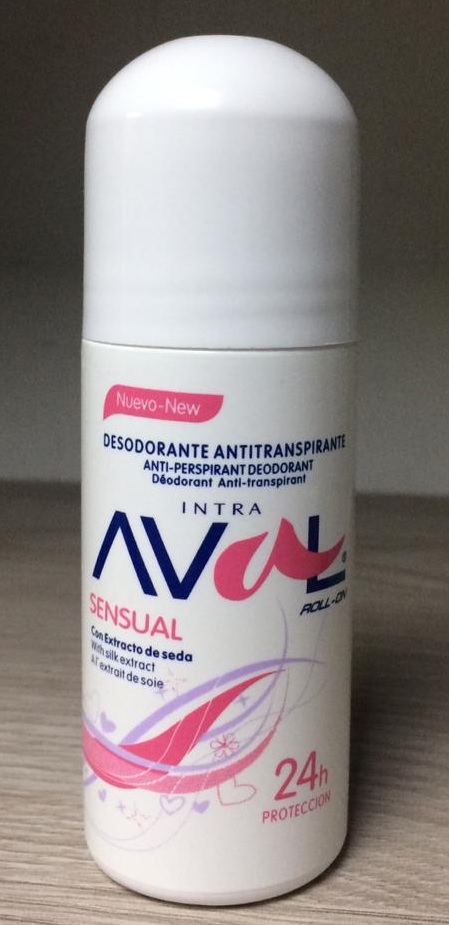 Nuevo-New
DESODORANTE ANTITRANSPIRANTE
ANTI-PERSPIRANT DEODORANT
Déodorant Anti-transpirant
INTRA
AVAL®
ROLL-ON
SENSUAL
Con Extracto de seda
With silk extract
A l'extrait de soie
24h
PROTECCION